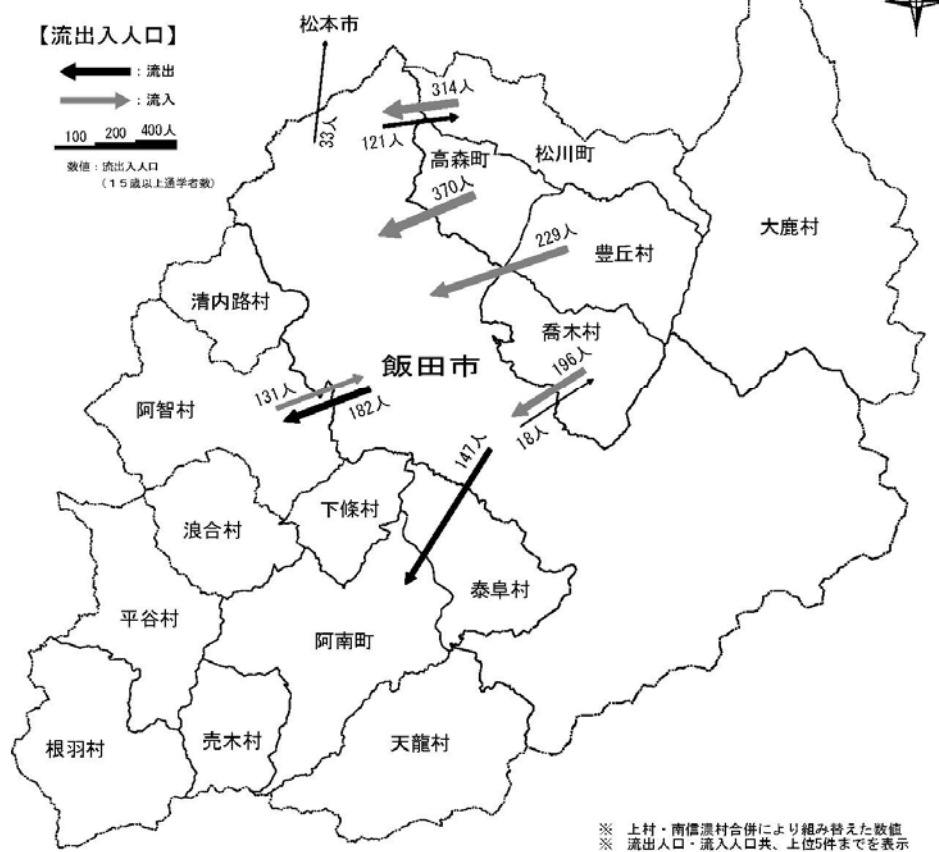 【流出入人口】
：流出
：流入
100 200 400人
数値：流出入人口
（１５歳以上通学者数）
松本市
33人
314人
121人
高森町
松川町
370人
229人
豊丘村
大鹿村
清内路村
喬木村
飯田市
196人
18人
131人
182人
阿智村
147人
下條村
浪合村
泰阜村
平谷村
阿南町
根羽村
売木村
天龍村
※ 上村・南信濃村合併により組み替えた数値
※ 流出人口・流入人口共、上位5件までを表示